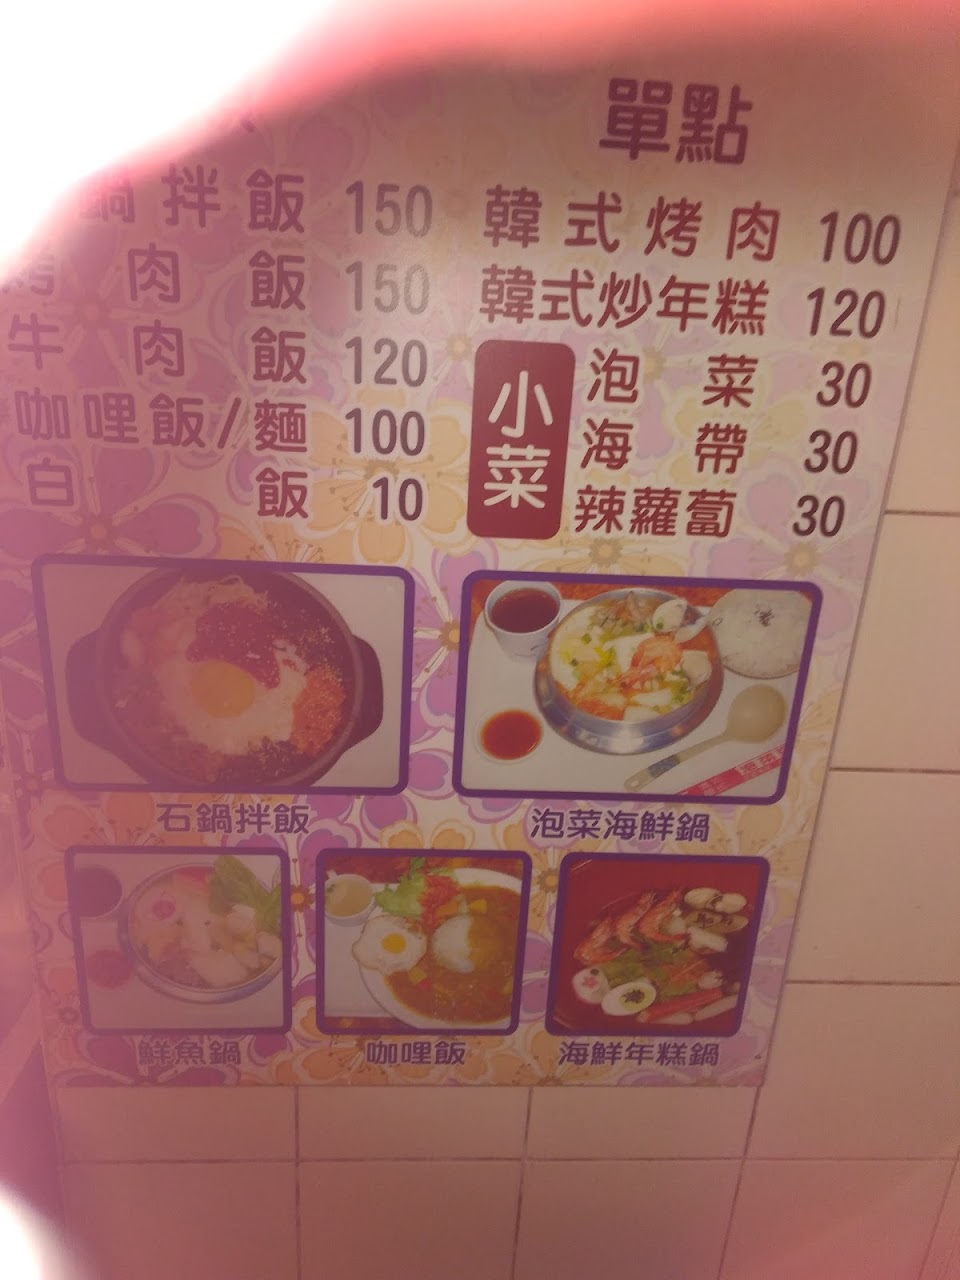 鍋拌飯 150
烤肉飯 150
牛肉飯 120
咖哩飯/麵 100
白飯 10
單點
韓式烤肉 100
韓式炒年糕 120
小菜
泡菜 30
海帶 30
辣蘿蔔 30
石鍋拌飯
泡菜海鮮鍋
鮮魚鍋
咖哩飯
海鮮年糕鍋